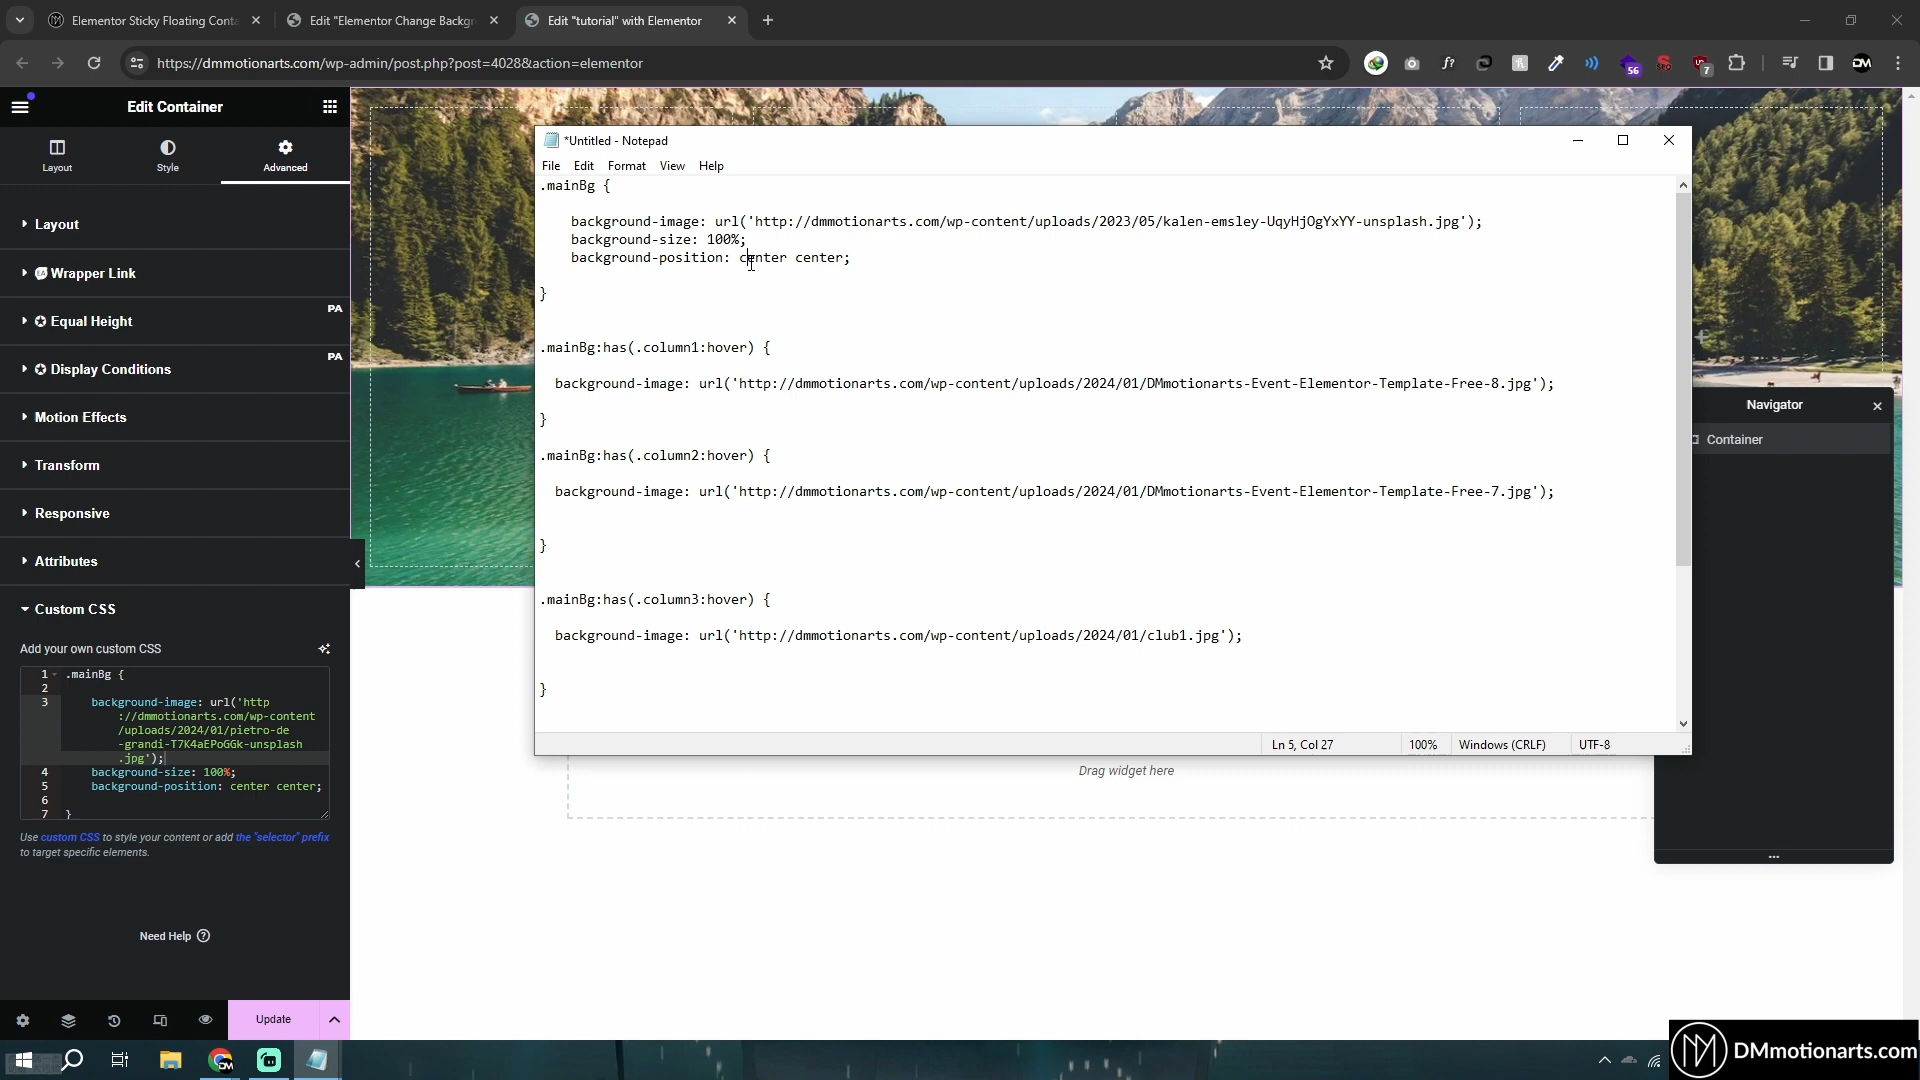 Elementor Sticky Floating Conta
Edit "Elementor Change Backgr
Edit "tutorial" with Elementor
https://dmmotionarts.com/wp-admin/post.php?post=4028&action=elementor
f?
56
SEO
7
DM
Edit Container
Layout
Style
Advanced
Layout
Wrapper Link
PA
Equal Height
PA
Display Conditions
Motion Effects
Transform
Responsive
Attributes
Custom CSS
Add your own custom CSS
1 .mainBg {
2
3 background-image: url('http
://dmmotionarts.com/wp-content
/uploads/2024/01/pietro-de
-grandi-T7K4aEPoGGk-unsplash
.jpg');
4 background-size: 100%;
5 background-position: center center;
6
7 }
Use custom CSS to style your content or add the "selector" prefix
to target specific elements.
Need Help ?
Update
*Untitled - Notepad
File Edit Format View Help
.mainBg {
background-image: url('http://dmmotionarts.com/wp-content/uploads/2023/05/kalen-emsley-UqyHjOgYxYY-unsplash.jpg');
background-size: 100%;
background-position: center center;
}
.mainBg:has(.column1:hover) {
background-image: url('http://dmmotionarts.com/wp-content/uploads/2024/01/DMmotionarts-Event-Elementor-Template-Free-8.jpg');
}
.mainBg:has(.column2:hover) {
background-image: url('http://dmmotionarts.com/wp-content/uploads/2024/01/DMmotionarts-Event-Elementor-Template-Free-7.jpg');
}
.mainBg:has(.column3:hover) {
background-image: url('http://dmmotionarts.com/wp-content/uploads/2024/01/club1.jpg');
}
Ln 5, Col 27
100%
Windows (CRLF)
UTF-8
Drag widget here
Navigator
Container
DMmotionarts.com